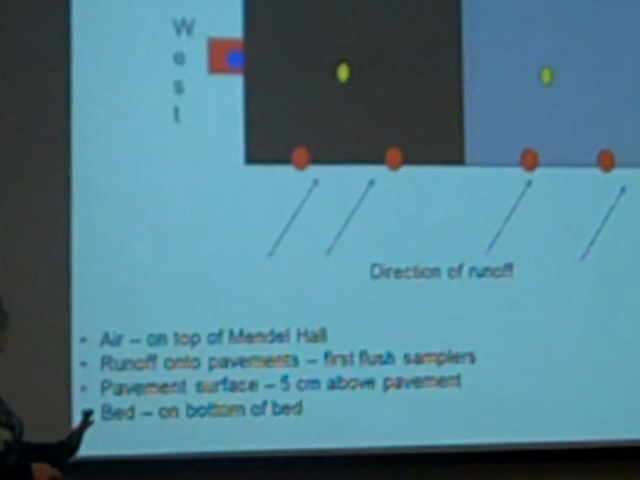 West
Direction of runoff
• Air – on top of Mendel Hall
• Runoff onto pavements – first flush samplers
• Pavement surface – 5 cm above pavement
• Bed – on bottom of bed